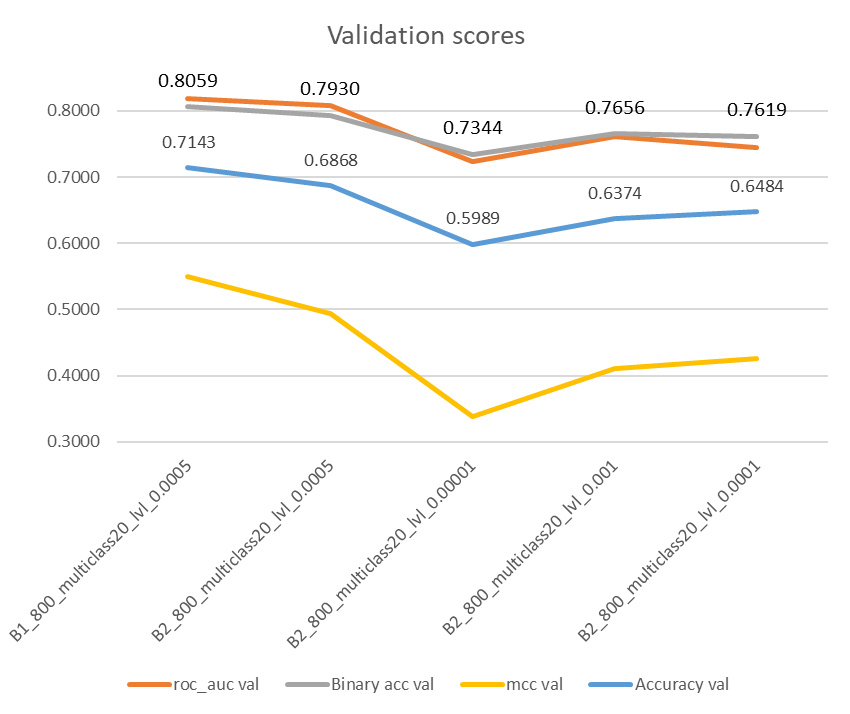 Validation scores
0.8059
0.7930
0.7344
0.7656
0.7619
0.7143
0.6868
0.5989
0.6374
0.6484
0.8000
0.7000
0.6000
0.5000
0.4000
0.3000
B1_800_multiclass20_lvl_0.0005
B2_800_multiclass20_lvl_0.0005
B2_800_multiclass20_lvl_0.00001
B2_800_multiclass20_lvl_0.001
B2_800_multiclass20_lvl_0.0001
roc_auc val Binary acc val mcc val Accuracy val